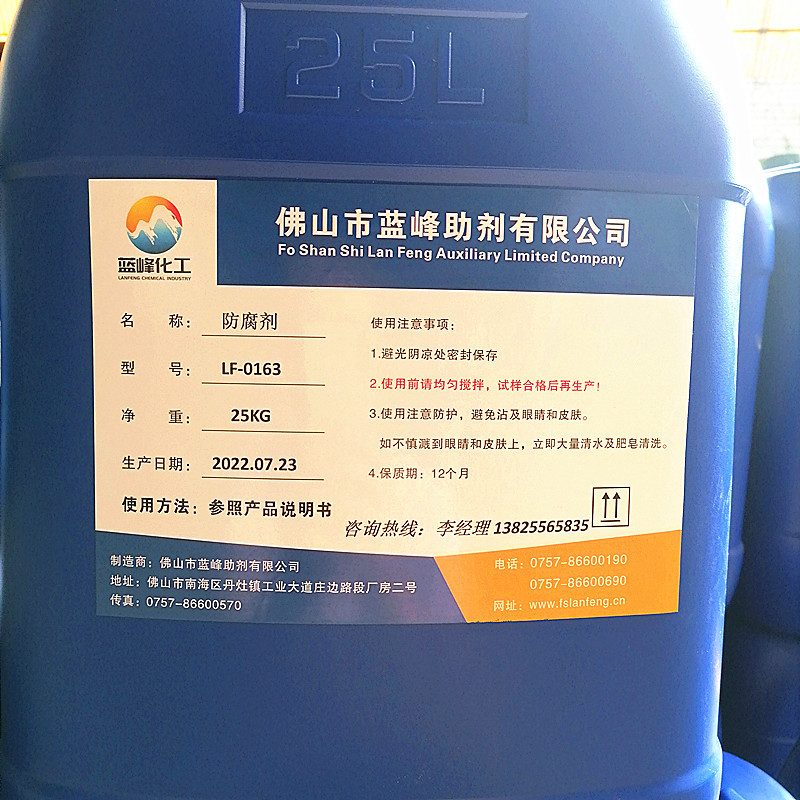 25L
佛山市蓝峰助剂有限公司
Fo Shan Shi Lan Feng Auxiliary Limited Company
蓝峰化工
LANFENG CHEMICAL INDUSTRY
名 称： 防腐剂
型 号： LF-0163
净 重： 25KG
生产日期： 2022.07.23
使用方法：参照产品说明书
使用注意事项：
1.避光阴凉处密封保存
2.使用前请均匀搅拌，试样合格后再生产！
3.使用注意防护，避免沾及眼睛和皮肤。
如不慎溅到眼睛和皮肤上，立即大量清水及肥皂清洗。
4.保质期：12个月
咨询热线：李经理 13825565835
制造商：佛山市蓝峰助剂有限公司
地址：佛山市南海区丹灶镇工业大道庄边路段厂房二号
传真：0757-86600570
电话：0757-86600190
0757-86600690
网址：www.fslanfeng.cn